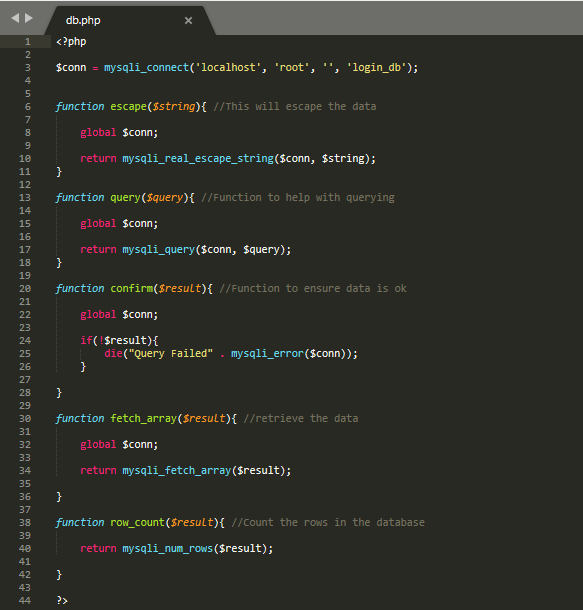 db.php ×
1 <?php
2
3 $conn = mysqli_connect('localhost', 'root', '', 'login_db');
4
5
6 function escape($string){ //This will escape the data
7
8 global $conn;
9
10 return mysqli_real_escape_string($conn, $string);
11 }
12
13 function query($query){ //Function to help with querying
14
15 global $conn;
16
17 return mysqli_query($conn, $query);
18 }
19
20 function confirm($result){ //Function to ensure data is ok
21
22 global $conn;
23
24 if(!$result){
25 die("Query Failed" . mysqli_error($conn));
26 }
27
28 }
29
30 function fetch_array($result){ //retrieve the data
31
32 global $conn;
33
34 return mysqli_fetch_array($result);
35
36 }
37
38 function row_count($result){ //Count the rows in the database
39
40 return mysqli_num_rows($result);
41
42 }
43
44 ?>